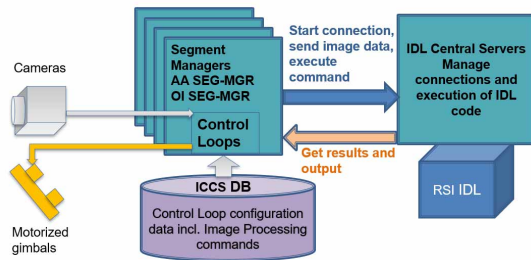 Cameras
Motorized
gimbals
Segment
Managers
AA SEG-MGR
OI SEG-MGR
Control
Loops
ICCS DB
Control Loop configuration
data incl. Image Processing
commands
Start connection,
send image data,
execute
command
Get results and
output
IDL Central Servers
Manage
connections and
execution of IDL
code
RSI IDL